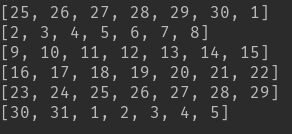 [25, 26, 27, 28, 29, 30, 1]
[2, 3, 4, 5, 6, 7, 8]
[9, 10, 11, 12, 13, 14, 15]
[16, 17, 18, 19, 20, 21, 22]
[23, 24, 25, 26, 27, 28, 29]
[30, 31, 1, 2, 3, 4, 5]